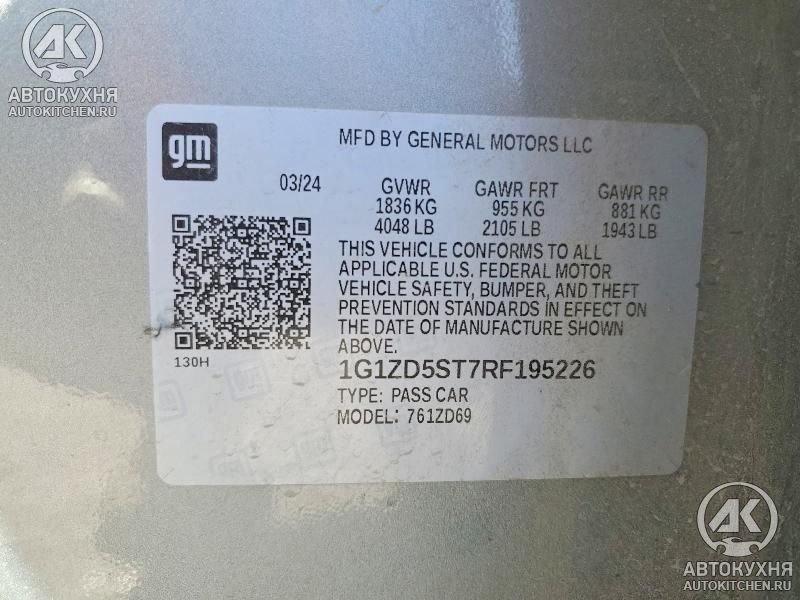 AK
АВТОКУХНЯ
AUTOKITCHEN.RU
gm
MFD BY GENERAL MOTORS LLC
03/24 GVWR GAWR FRT GAWR RR
1836 KG 955 KG 881 KG
4048 LB 2105 LB 1943 LB
THIS VEHICLE CONFORMS TO ALL
APPLICABLE U.S. FEDERAL MOTOR
VEHICLE SAFETY, BUMPER, AND THEFT
PREVENTION STANDARDS IN EFFECT ON
THE DATE OF MANUFACTURE SHOWN
ABOVE.
130H
1G1ZD5ST7RF195226
TYPE: PASS CAR
MODEL: 761ZD69
AK
АВТОКУХНЯ
AUTOKITCHEN.RU